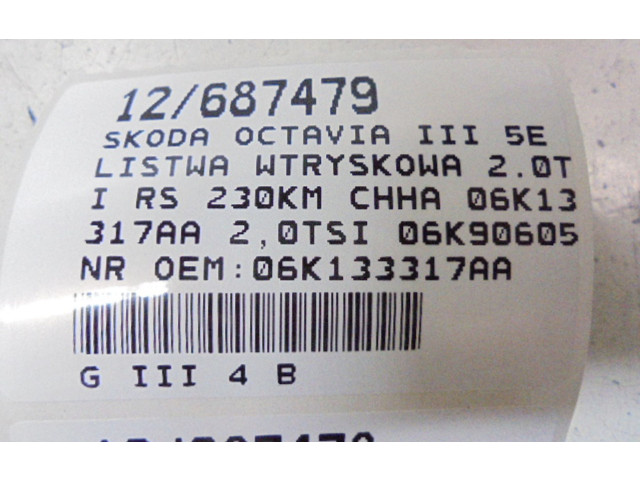 12/687479
SKODA OCTAVIA III 5E
LISTWA WTRYSKOWA 2.0T
I RS 230KM CHHA 06K13
317AA 2,0TSI 06K90605
NR OEM:06K133317AA
G III 4 B